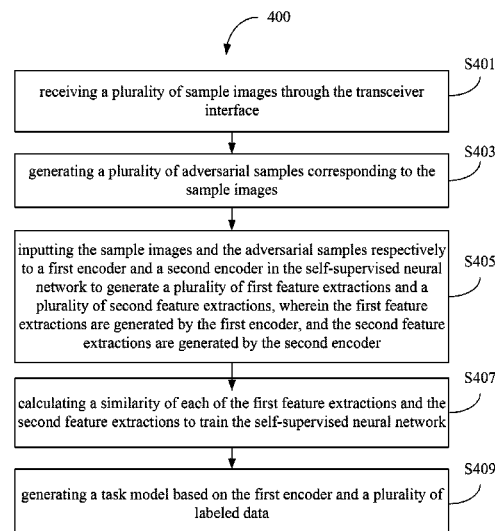 400
S401
receiving a plurality of sample images through the transceiver
interface
S403
generating a plurality of adversarial samples corresponding to the
sample images
S405
inputting the sample images and the adversarial samples respectively
to a first encoder and a second encoder in the self-supervised neural
network to generate a plurality of first feature extractions and a
plurality of second feature extractions, wherein the first feature
extractions are generated by the first encoder, and the second feature
extractions are generated by the second encoder
S407
calculating a similarity of each of the first feature extractions and the
second feature extractions to train the self-supervised neural network
S409
generating a task model based on the first encoder and a plurality of
labeled data